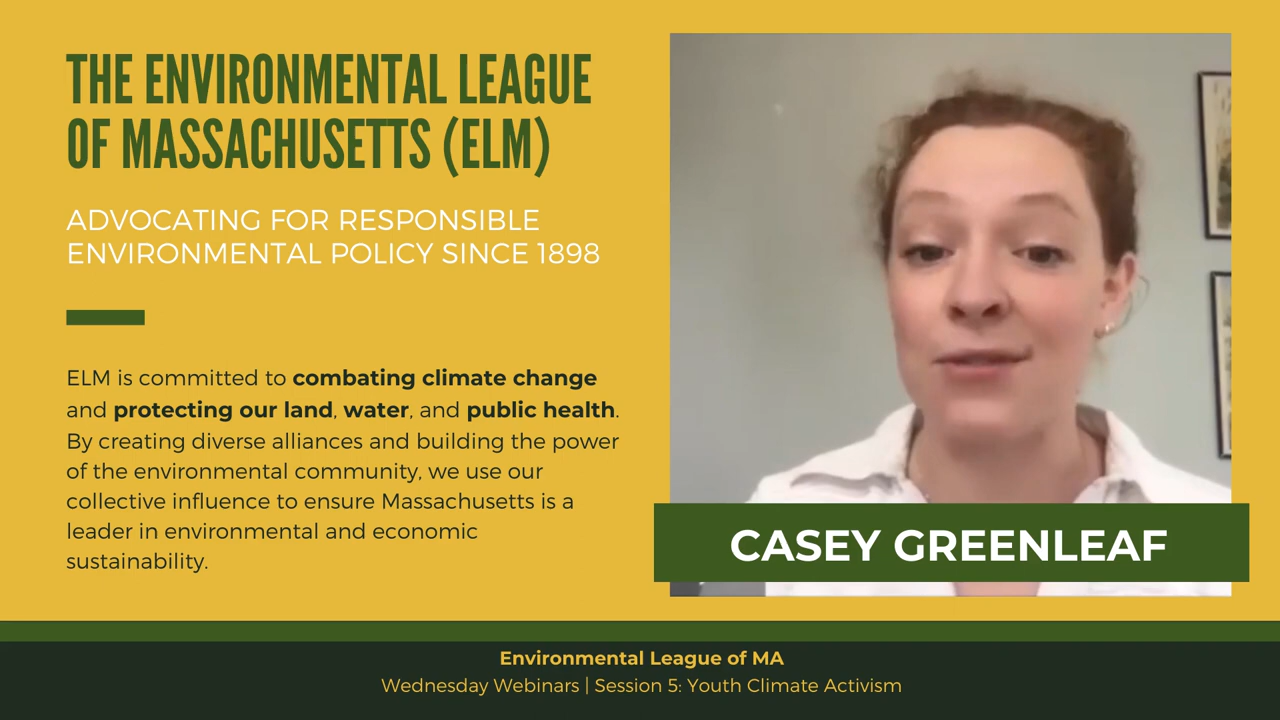 THE ENVIRONMENTAL LEAGUE
OF MASSACHUSETTS (ELM)
ADVOCATING FOR RESPONSIBLE
ENVIRONMENTAL POLICY SINCE 1898
ELM is committed to combating climate change
and protecting our land, water, and public health.
By creating diverse alliances and building the power
of the environmental community, we use our
collective influence to ensure Massachusetts is a
leader in environmental and economic
sustainability.
CASEY GREENLEAF
Environmental League of MA
Wednesday Webinars | Session 5: Youth Climate Activism